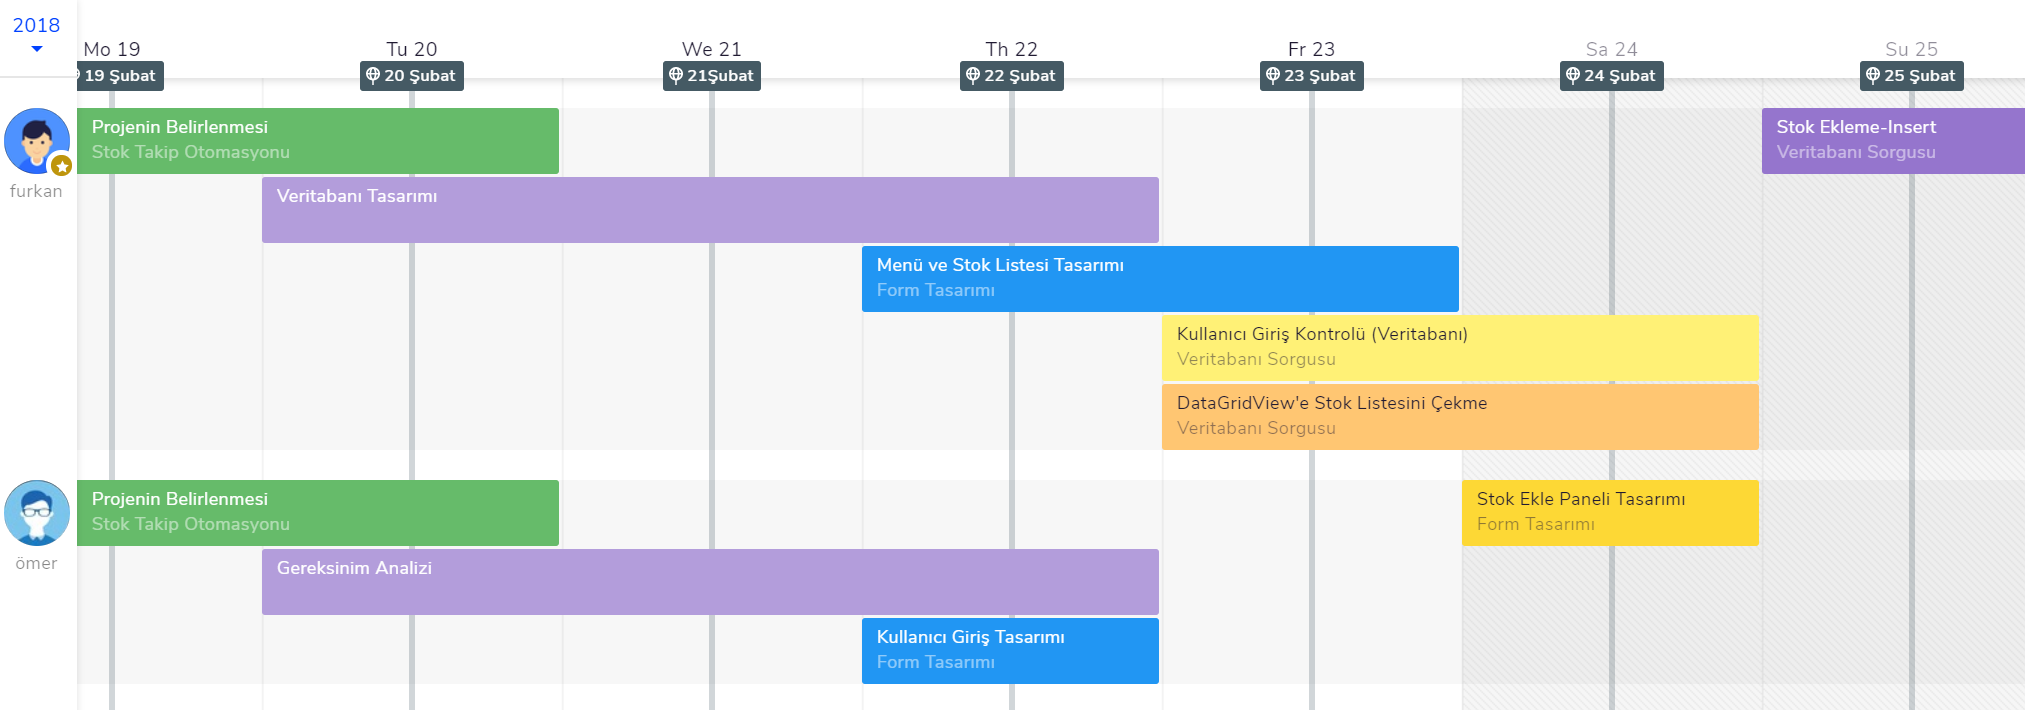 2018
Mo 19
Tu 20
We 21
Th 22
Fr 23
Sa 24
Su 25
19 Şubat
20 Şubat
21Şubat
22 Şubat
23 Şubat
24 Şubat
25 Şubat
furkan
Projenin Belirlenmesi
Stok Takip Otomasyonu
Stok Ekleme-Insert
Veritabanı Sorgusu
Veritabanı Tasarımı
Menü ve Stok Listesi Tasarımı
Form Tasarımı
Kullanıcı Giriş Kontrolü (Veritabanı)
Veritabanı Sorgusu
DataGridView'e Stok Listesini Çekme
Veritabanı Sorgusu
ömer
Projenin Belirlenmesi
Stok Takip Otomasyonu
Stok Ekle Paneli Tasarımı
Form Tasarımı
Gereksinim Analizi
Kullanıcı Giriş Tasarımı
Form Tasarımı